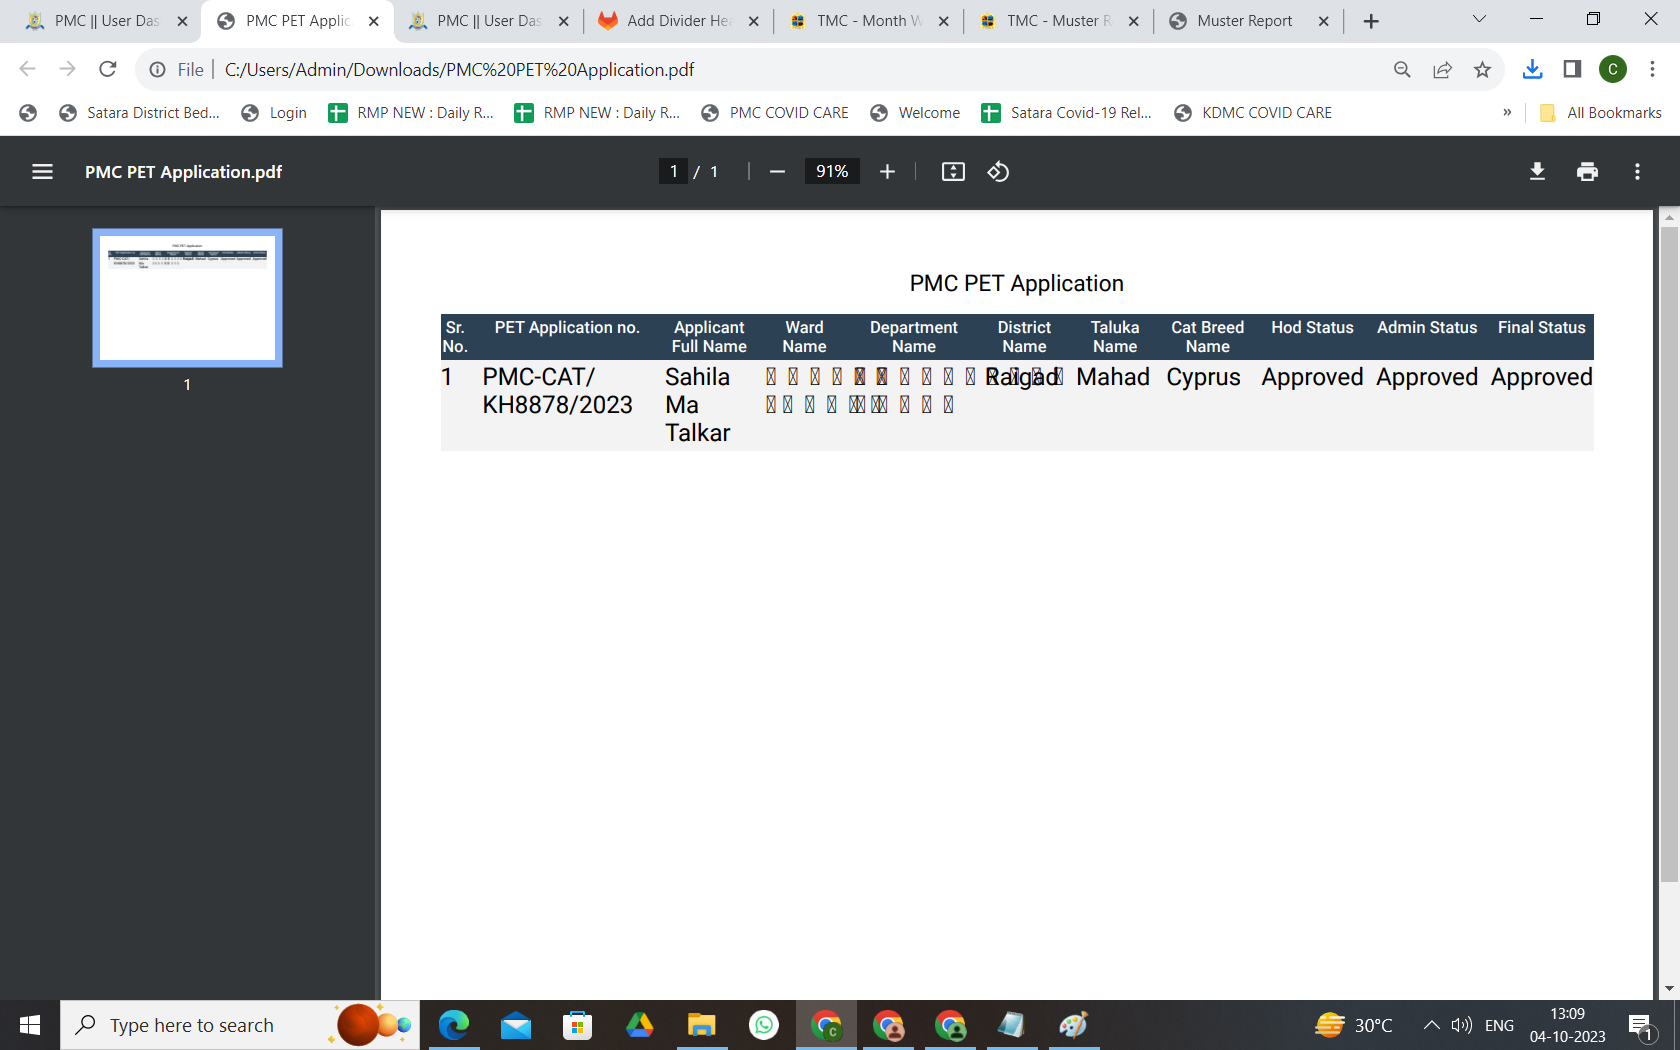 PMC || User Das
PMC PET Applic
PMC || User Das
Add Divider Hea
TMC - Month W
TMC - Muster R
Muster Report
File
C:/Users/Admin/Downloads/PMC%20PET%20Application.pdf
C
Satara District Bed...
Login
RMP NEW : Daily R...
RMP NEW : Daily R...
PMC COVID CARE
Welcome
Satara Covid-19 Rel...
KDMC COVID CARE
»
All Bookmarks
PMC PET Application.pdf
1 / 1
91%
1
PMC PET Application
Sr. No.
PET Application no.
Applicant Full Name
Ward Name
Department Name
District Name
Taluka Name
Cat Breed Name
Hod Status
Admin Status
Final Status
1
PMC-CAT/
KH8878/2023
Sahila
Ma
Talkar
Raigad
Mahad
Cyprus
Approved
Approved
Approved
Type here to search
30°C
ENG
13:09
04-10-2023
1